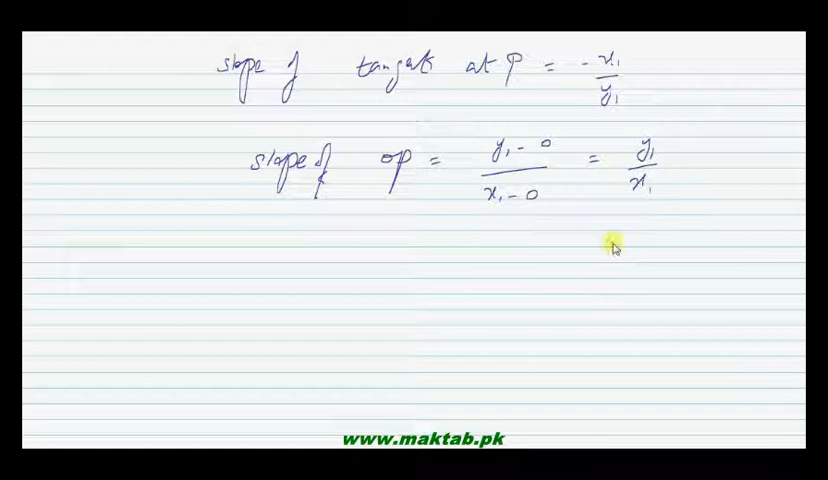 slope of tangent at P = - x₁/y₁
slope of OP = y₁ - 0 / x₁ - 0 = y₁/x₁
www.maktab.pk